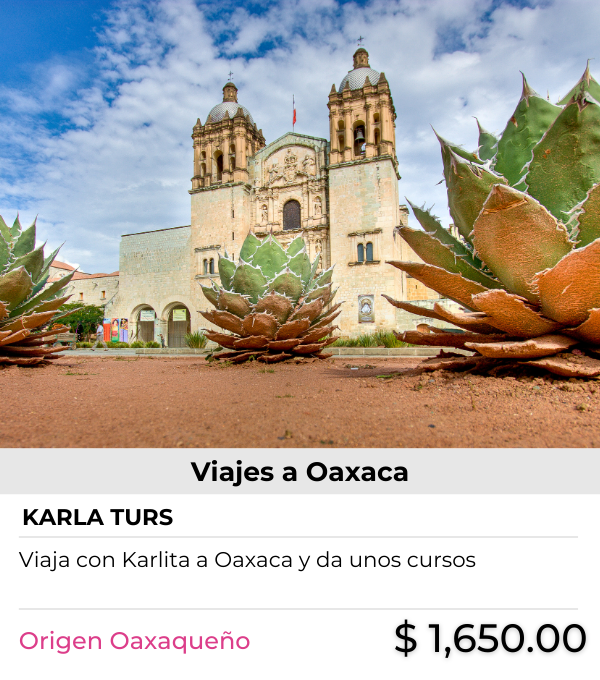 Viajes a Oaxaca
KARLA TURS
Viaja con Karlita a Oaxaca y da unos cursos
Origen Oaxaqueño
$ 1,650.00